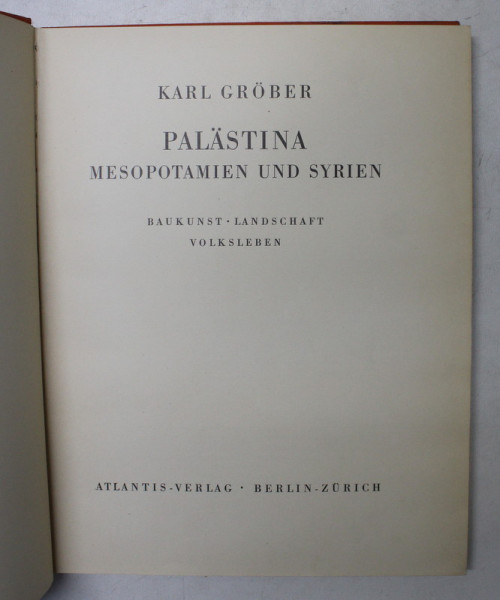 KARL GRÖBER
PALÄSTINA
MESOPOTAMIEN UND SYRIEN
BAUKUNST · LANDSCHAFT
VOLKSLEBEN
ATLANTIS-VERLAG · BERLIN-ZÜRICH